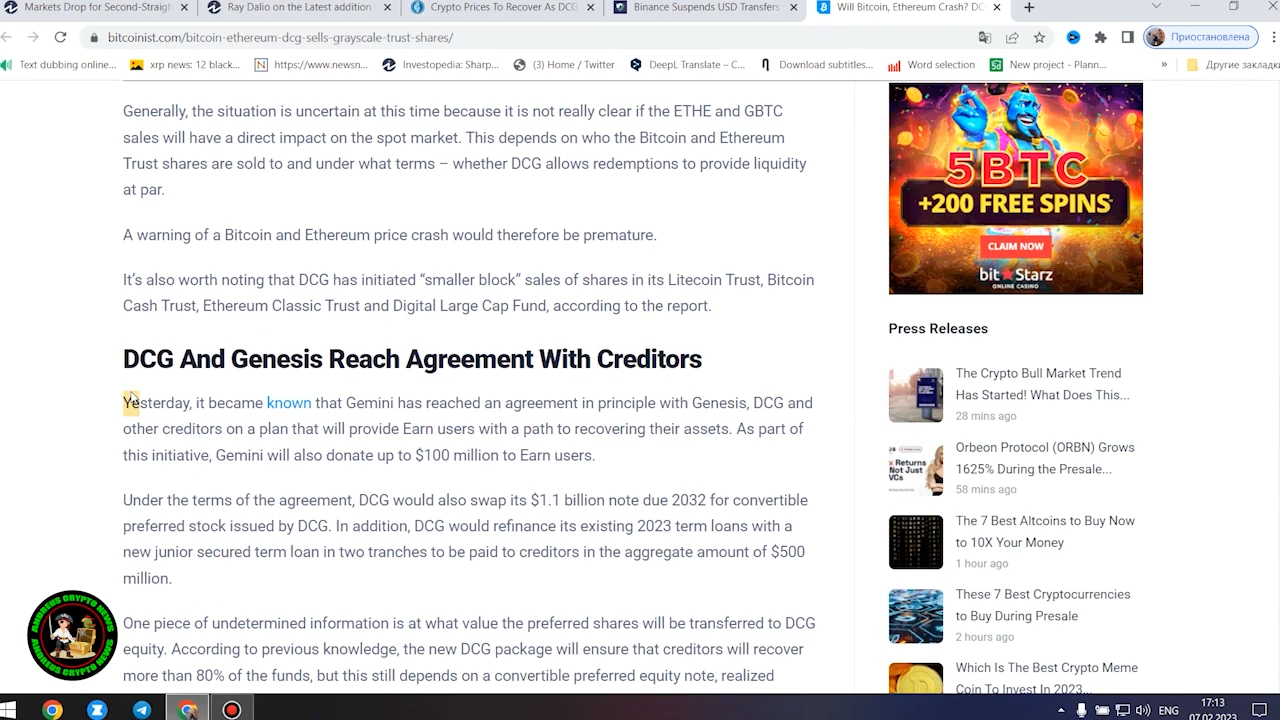 Markets Drop for Second-Straigh
Ray Dalio on the Latest addition
Crypto Prices To Recover As DCG
Binance Suspends USD Transfers
Will Bitcoin, Ethereum Crash? DC
bitcoinist.com/bitcoin-ethereum-dcg-sells-grayscale-trust-shares/
Приостановлена
Text dubbing online...
xrp news: 12 black...
https://www.newsn...
Investopedia: Sharp...
(3) Home / Twitter
DeepL Translate – C...
Download subtitles...
Word selection
New project - Plann...
»
Другие закладки
Generally, the situation is uncertain at this time because it is not really clear if the ETHE and GBTC
sales will have a direct impact on the spot market. This depends on who the Bitcoin and Ethereum
Trust shares are sold to and under what terms – whether DCG allows redemptions to provide liquidity
at par.
A warning of a Bitcoin and Ethereum price crash would therefore be premature.
It’s also worth noting that DCG has initiated “smaller block” sales of shares in its Litecoin Trust, Bitcoin
Cash Trust, Ethereum Classic Trust and Digital Large Cap Fund, according to the report.
DCG And Genesis Reach Agreement With Creditors
Yesterday, it became known that Gemini has reached an agreement in principle with Genesis, DCG and
other creditors on a plan that will provide Earn users with a path to recovering their assets. As part of
this initiative, Gemini will also donate up to $100 million to Earn users.
Under the terms of the agreement, DCG would also swap its $1.1 billion note due 2032 for convertible
preferred stock issued by DCG. In addition, DCG would refinance its existing 2023 term loans with a
new junior secured term loan in two tranches to be paid to creditors in the aggregate amount of $500
million.
One piece of undetermined information is at what value the preferred shares will be transferred to DCG
equity. According to previous knowledge, the new DCG package will ensure that creditors will recover
more than 80% of the funds, but this still depends on a convertible preferred equity note, realized
5BTC
+200 FREE SPINS
CLAIM NOW
bit★Starz
ONLINE CASINO
Press Releases
The Crypto Bull Market Trend
Has Started! What Does This...
28 mins ago
Returns
Not Just
VCs
Orbeon Protocol (ORBN) Grows
1625% During the Presale...
58 mins ago
The 7 Best Altcoins to Buy Now
to 10X Your Money
1 hour ago
These 7 Best Cryptocurrencies
to Buy During Presale
2 hours ago
Which Is The Best Crypto Meme
Coin To Invest In 2023...
ANDREUS CRYPTO NEWS
ANDREUS CRYPTO NEWS
ENG
17:13
07.02.2023